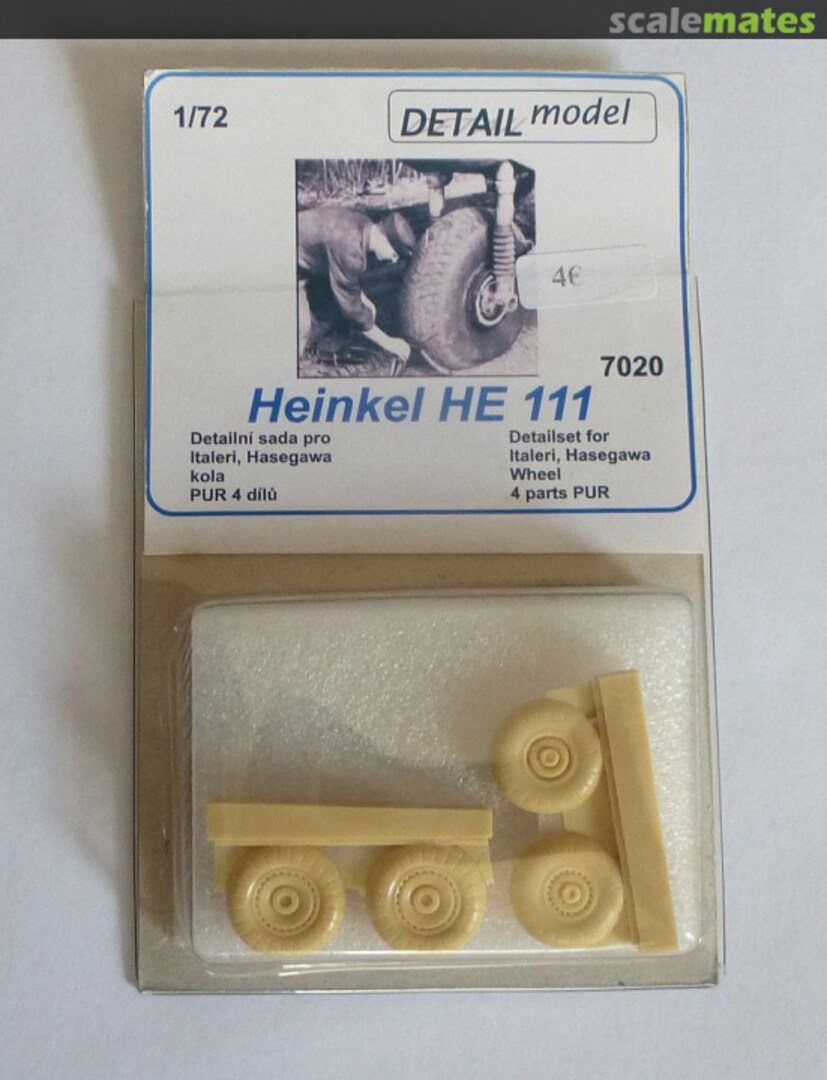 scalemates
1/72
DETAIL model
4€
7020
Heinkel HE 111
Detailní sada pro
Italeri, Hasegawa
kola
PUR 4 dílů
Detailset for
Italeri, Hasegawa
Wheel
4 parts PUR